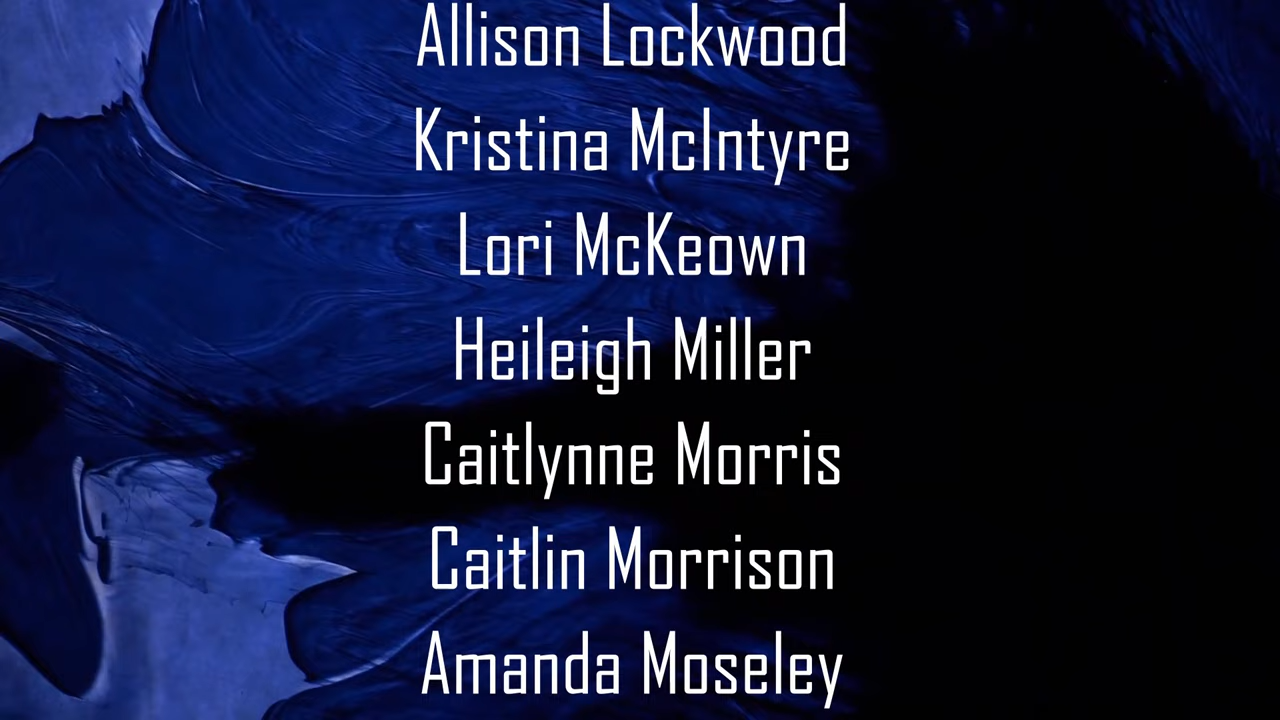 Allison Lockwood
Kristina McIntyre
Lori McKeown
Heileigh Miller
Caitlynne Morris
Caitlin Morrison
Amanda Moseley